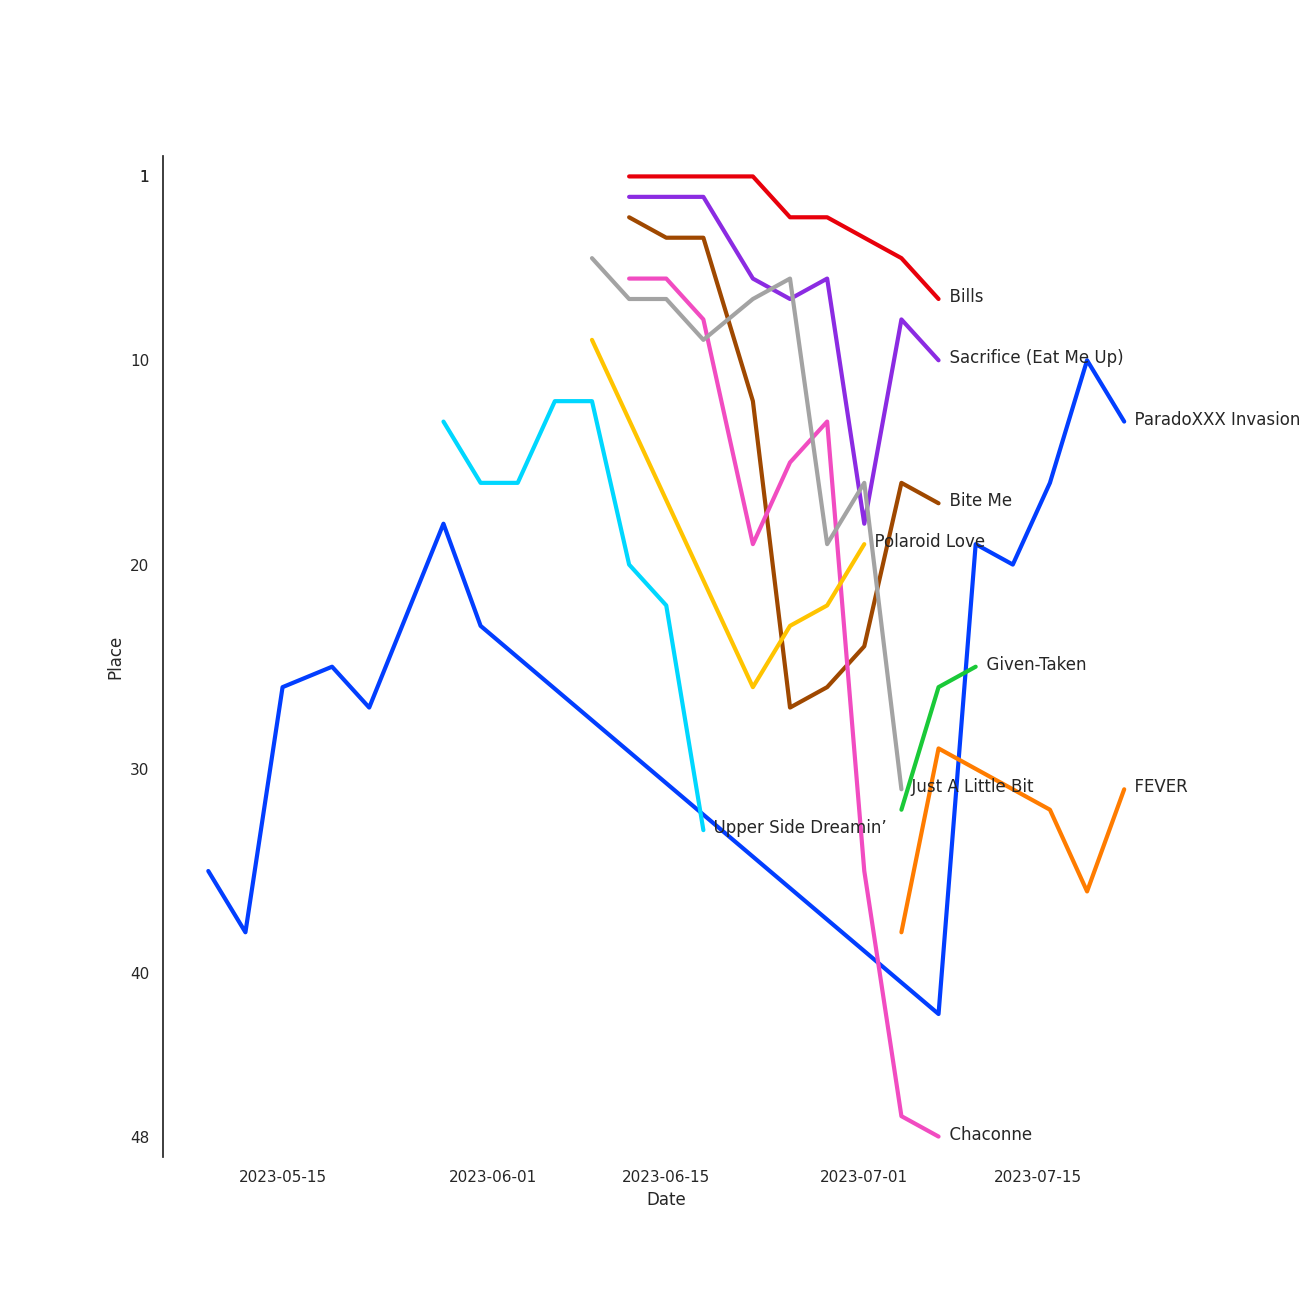 1
Bills
Sacrifice (Eat Me Up)
10
ParadoXXX Invasion
Bite Me
Polaroid Love
20
Given-Taken
Place
30
Just A Little Bit
FEVER
Upper Side Dreamin’
40
48
Chaconne
2023-05-15
2023-06-01
2023-06-15
2023-07-01
2023-07-15
Date